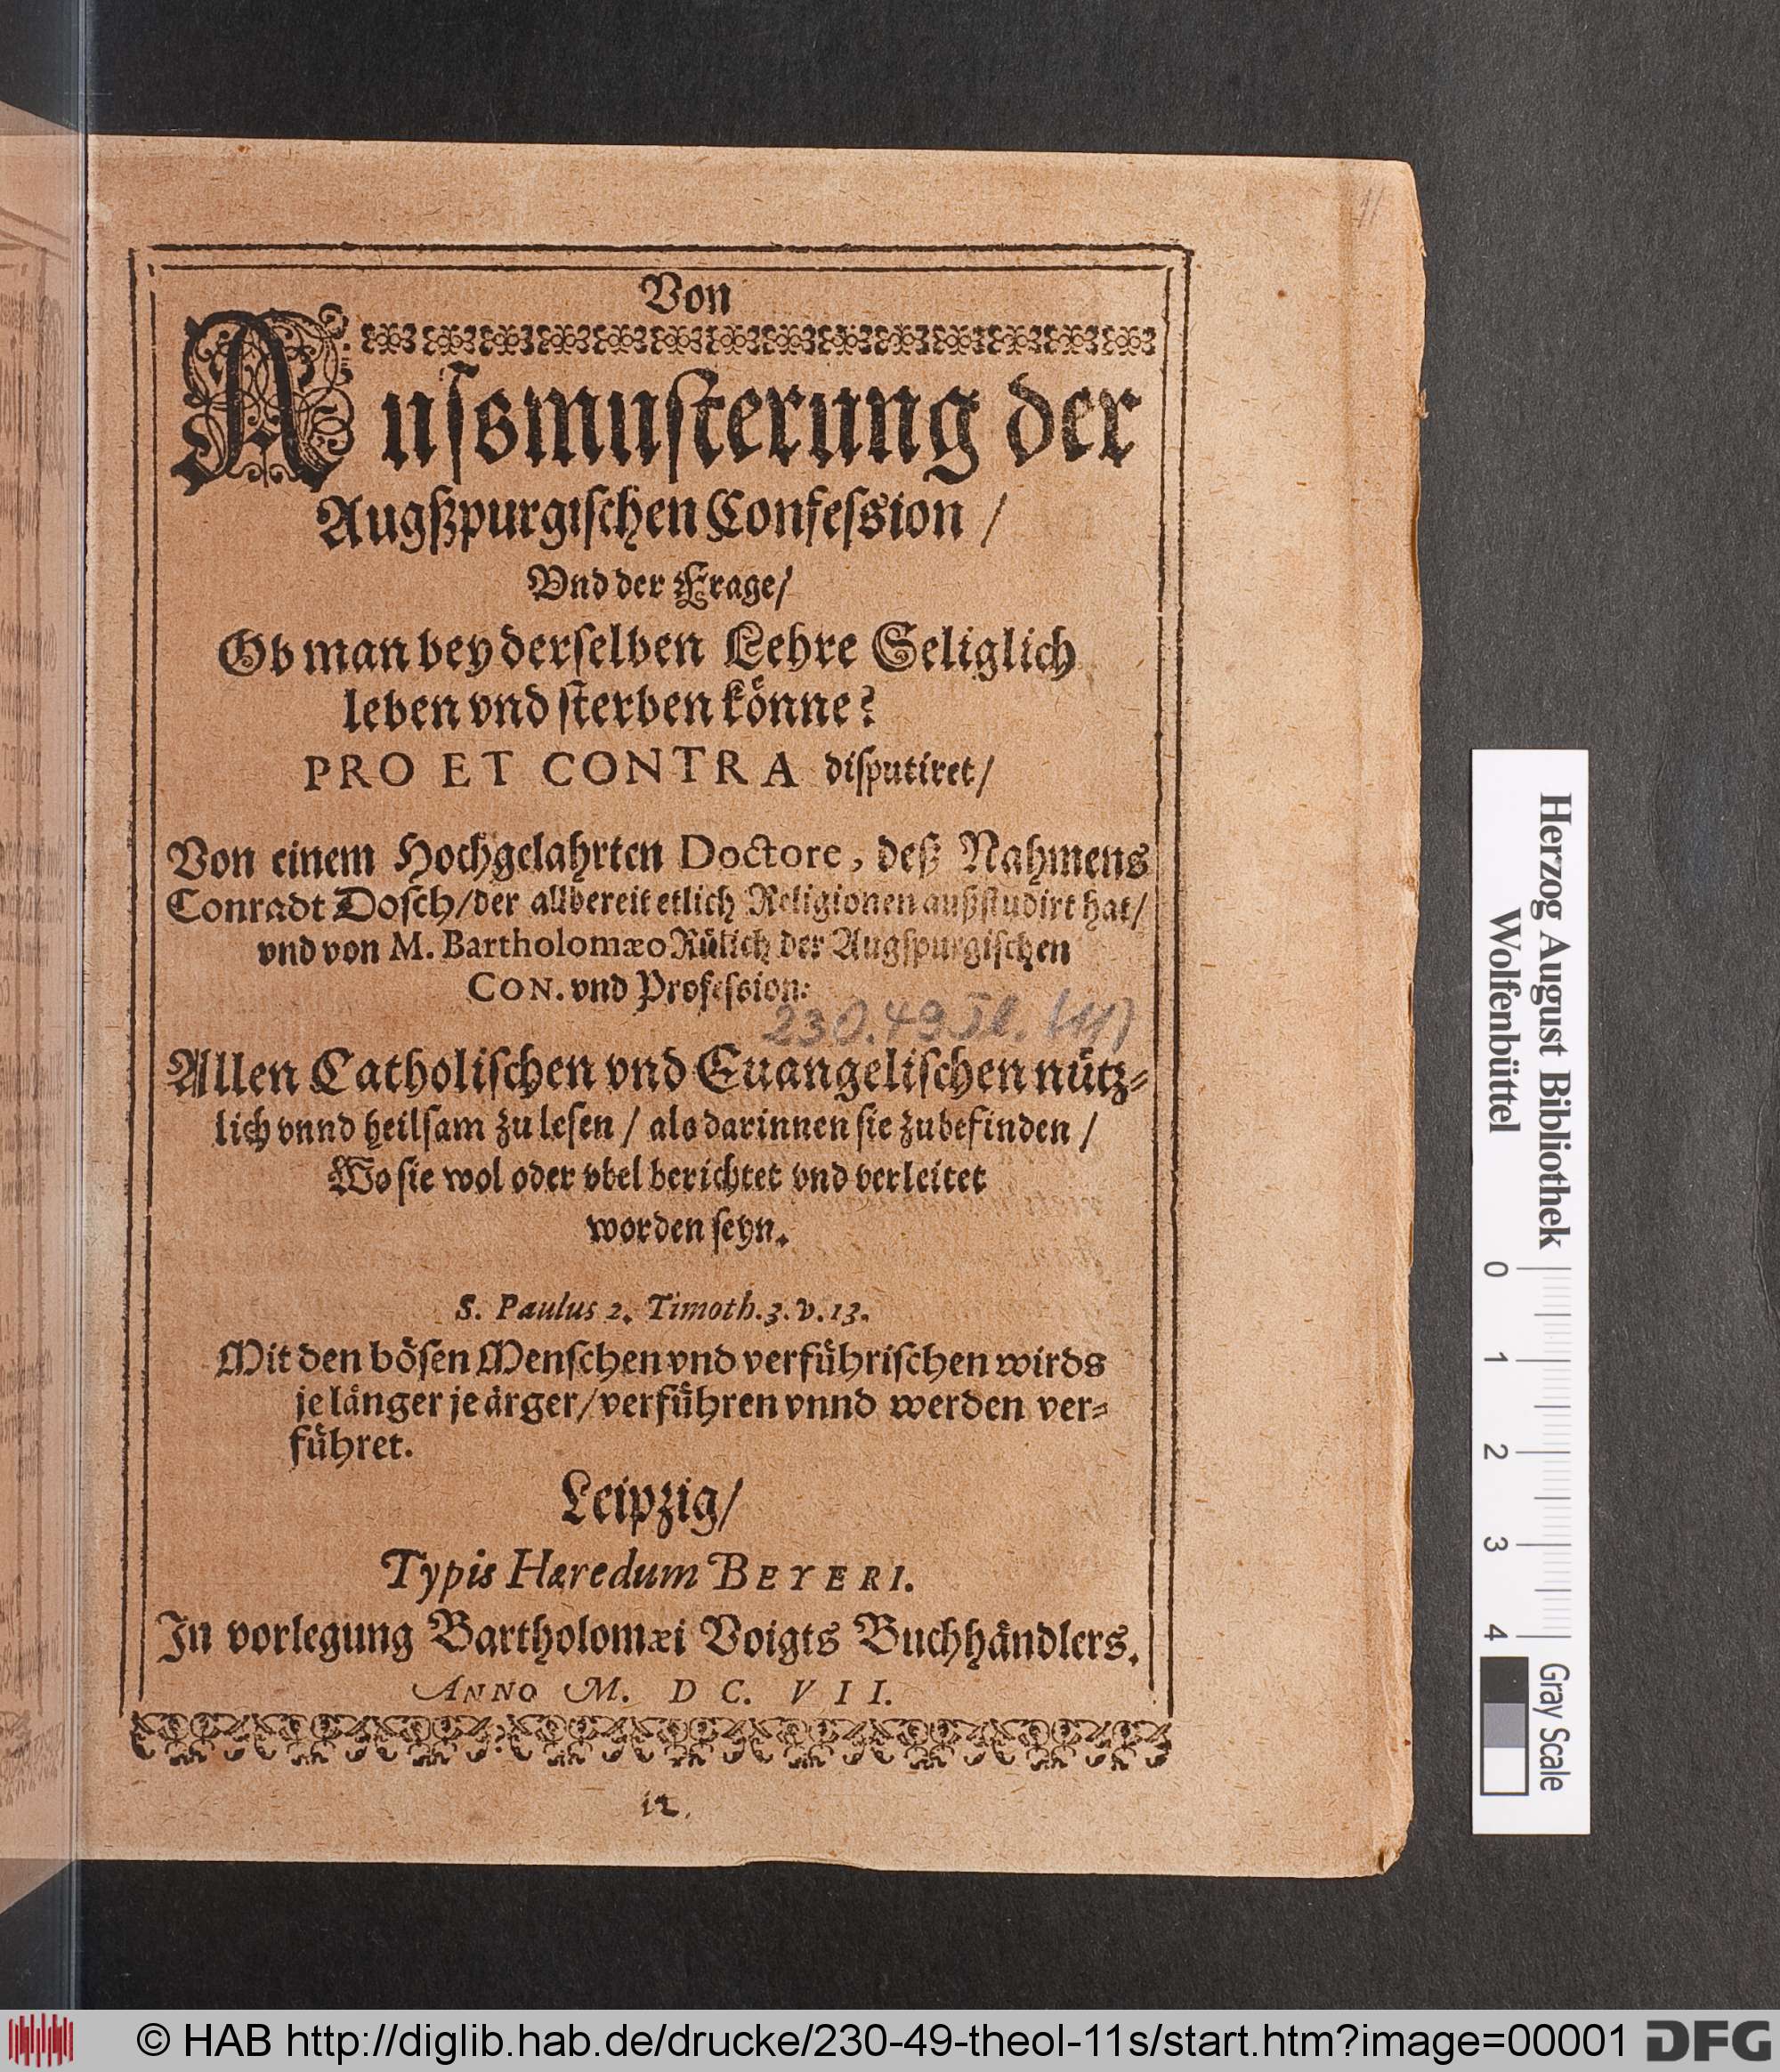 11
Von
Ausmusterung der
Augßpurgischen Confession /
Vnd der Frage /
Ob man bey derselben Lehre Seliglich
leben vnd sterben könne?
PRO ET CONTRA disputiret /
Von einem Hochgelahrten Doctore, deß Nahmens
Conradt Dosch / der allbereit etlich Religionen außstudirt hat /
vnd von M. Bartholomæo Rülich der Augspurgischen
CON. vnd Profession:
Allen Catholischen vnd Euangelischen nütz-
lich vnnd heilsam zu lesen / als darinnen sie zubefinden /
Wo sie wol oder vbel berichtet vnd verleitet
worden seyn.
S. Paulus 2. Timoth. 3. v. 13.
Mit den bösen Menschen vnd verführischen wirds
je länger je ärger / verführen vnnd werden ver-
führet.
Leipzig /
Typis Hæredum BEYERI.
In vorlegung Bartholomæi Voigts Buchhändlers.
ANNO M. DC. VII.
Herzog August Bibliothek
Wolfenbüttel
0 1 2 3 4
Gray Scale
© HAB http://diglib.hab.de/drucke/230-49-theol-11s/start.htm?image=00001
DFG